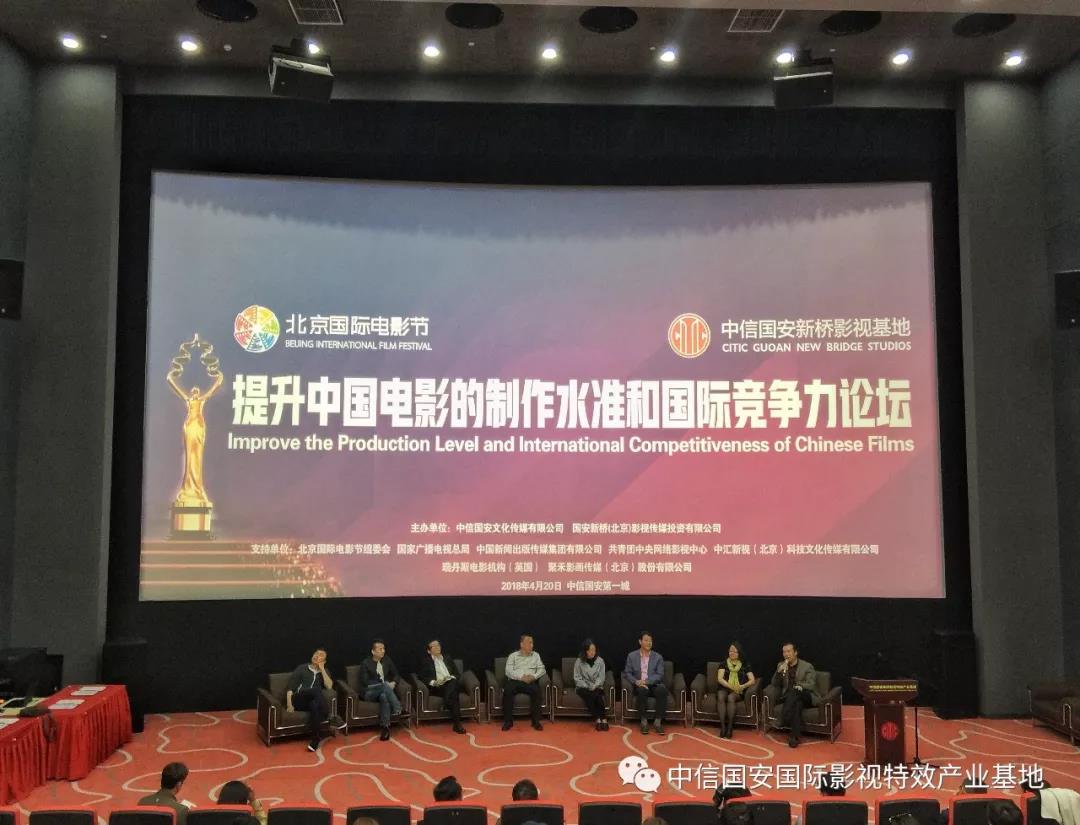 北京国际电影节
BEIJING INTERNATIONAL FILM FESTIVAL
CITIC
中信国安新桥影视基地
CITIC GUOAN NEW BRIDGE STUDIOS
提升中国电影的制作水准和国际竞争力论坛
Improve the Production Level and International Competitiveness of Chinese Films
主办单位：中信国安文化传媒有限公司 国安新桥(北京)影视传媒投资有限公司
支持单位：北京国际电影节组委会 国家广播电视总局 中国新闻出版传媒集团有限公司 共青团中央网络影视中心 中汇新视（北京）科技文化传媒有限公司
瑞丹斯电影机构（英国） 聚禾影画传媒（北京）股份有限公司
2018年4月20日 中信国安第一城
中信国安国际影视特效产业基地